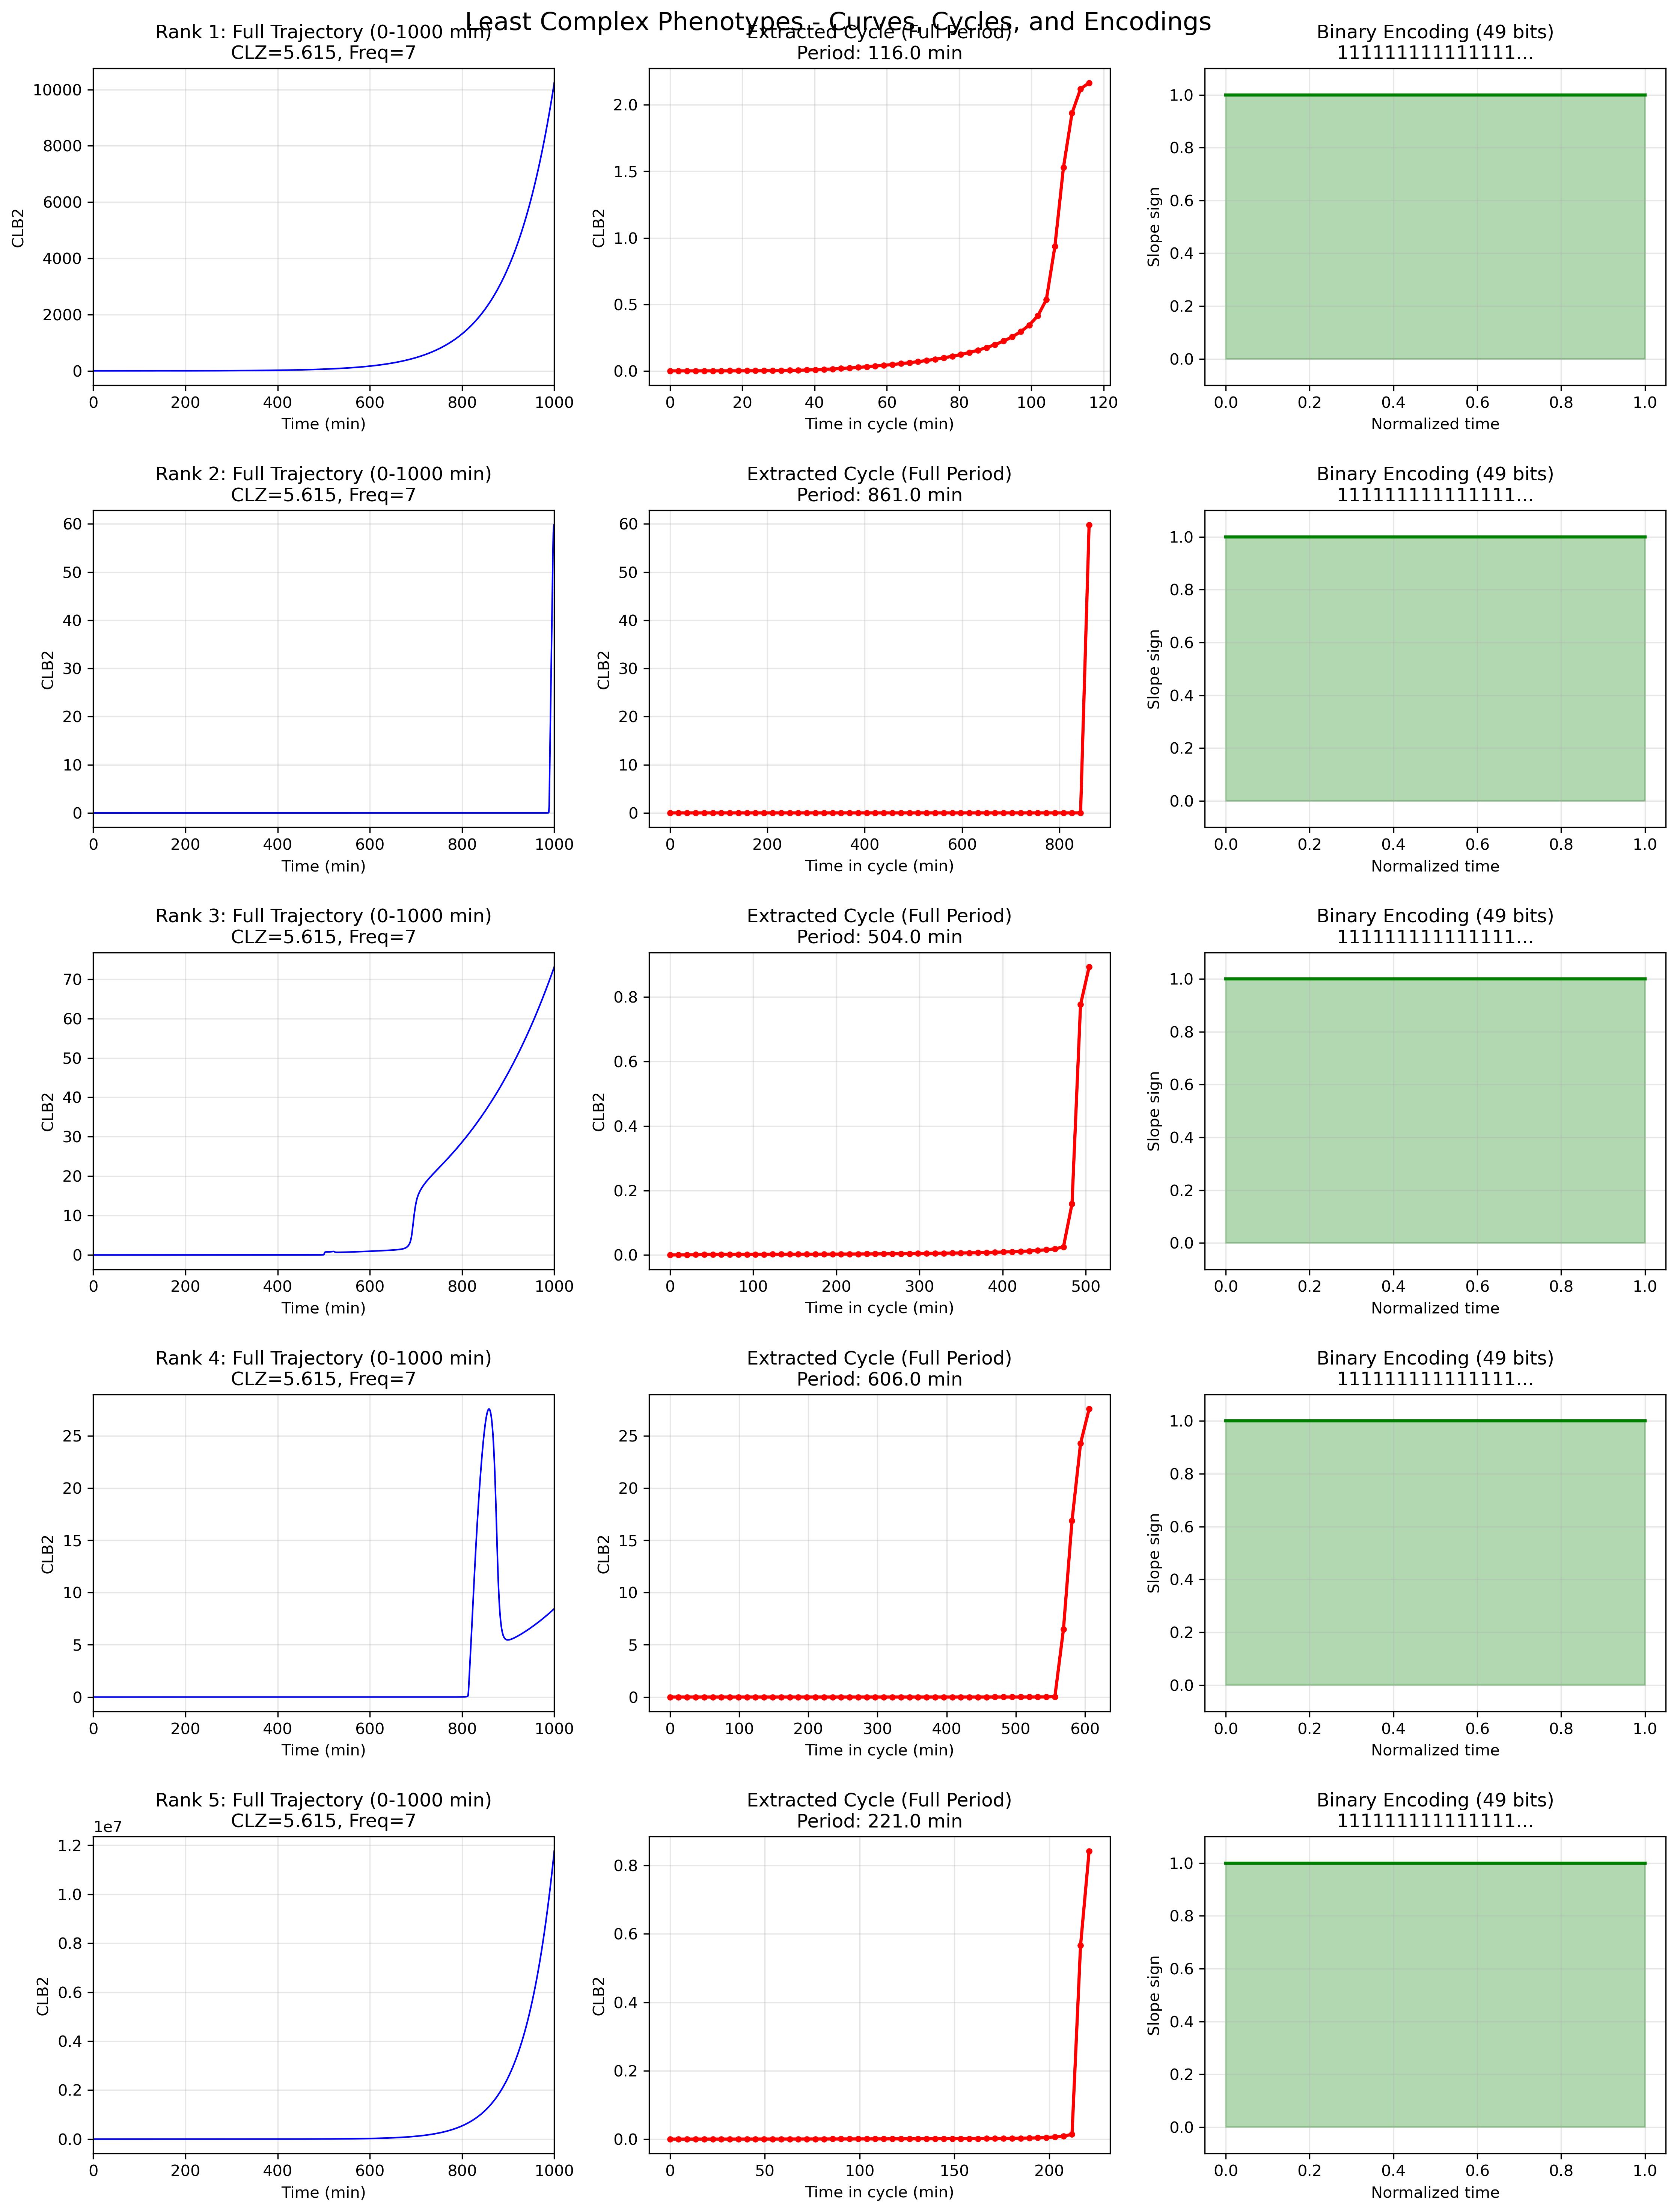 Least Complex Phenotypes - Curves, Cycles, and Encodings
Rank 1: Full Trajectory (0-1000 min)
CLZ=5.615, Freq=7
10000
8000
6000
4000
2000
0
CLB2
0 200 400 600 800 1000
Time (min)
Extracted Cycle (Full Period)
Period: 116.0 min
2.0
1.5
1.0
0.5
0.0
CLB2
0 20 40 60 80 100 120
Time in cycle (min)
Binary Encoding (49 bits)
1111111111111111...
1.0
0.8
0.6
0.4
0.2
0.0
Slope sign
0.0 0.2 0.4 0.6 0.8 1.0
Normalized time
Rank 2: Full Trajectory (0-1000 min)
CLZ=5.615, Freq=7
60
50
40
30
20
10
0
CLB2
0 200 400 600 800 1000
Time (min)
Extracted Cycle (Full Period)
Period: 861.0 min
60
50
40
30
20
10
0
CLB2
0 200 400 600 800
Time in cycle (min)
Binary Encoding (49 bits)
1111111111111111...
1.0
0.8
0.6
0.4
0.2
0.0
Slope sign
0.0 0.2 0.4 0.6 0.8 1.0
Normalized time
Rank 3: Full Trajectory (0-1000 min)
CLZ=5.615, Freq=7
70
60
50
40
30
20
10
0
CLB2
0 200 400 600 800 1000
Time (min)
Extracted Cycle (Full Period)
Period: 504.0 min
0.8
0.6
0.4
0.2
0.0
CLB2
0 100 200 300 400 500
Time in cycle (min)
Binary Encoding (49 bits)
1111111111111111...
1.0
0.8
0.6
0.4
0.2
0.0
Slope sign
0.0 0.2 0.4 0.6 0.8 1.0
Normalized time
Rank 4: Full Trajectory (0-1000 min)
CLZ=5.615, Freq=7
25
20
15
10
5
0
CLB2
0 200 400 600 800 1000
Time (min)
Extracted Cycle (Full Period)
Period: 606.0 min
25
20
15
10
5
0
CLB2
0 100 200 300 400 500 600
Time in cycle (min)
Binary Encoding (49 bits)
1111111111111111...
1.0
0.8
0.6
0.4
0.2
0.0
Slope sign
0.0 0.2 0.4 0.6 0.8 1.0
Normalized time
Rank 5: Full Trajectory (0-1000 min)
CLZ=5.615, Freq=7
1e7
1.2
1.0
0.8
0.6
0.4
0.2
0.0
CLB2
0 200 400 600 800 1000
Time (min)
Extracted Cycle (Full Period)
Period: 221.0 min
0.8
0.6
0.4
0.2
0.0
CLB2
0 50 100 150 200
Time in cycle (min)
Binary Encoding (49 bits)
1111111111111111...
1.0
0.8
0.6
0.4
0.2
0.0
Slope sign
0.0 0.2 0.4 0.6 0.8 1.0
Normalized time